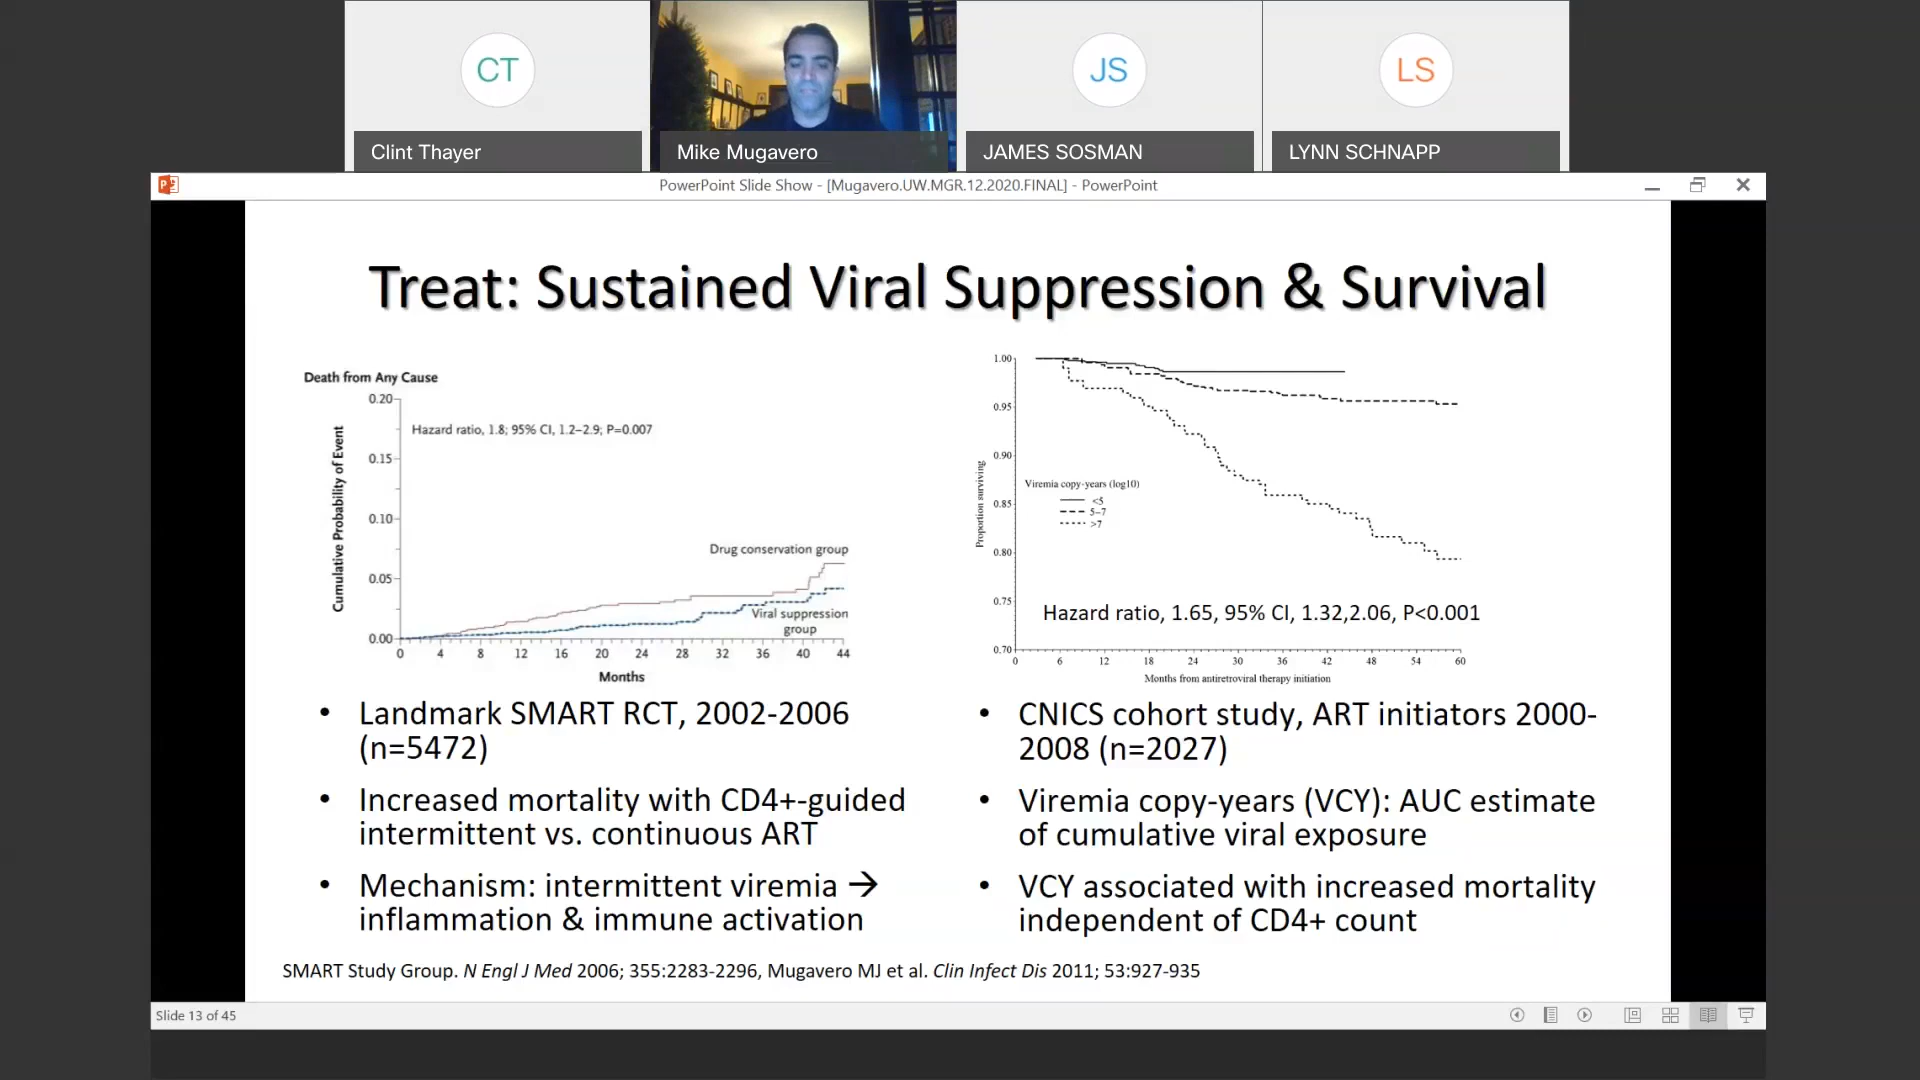 CT
JS
LS
Clint Thayer
Mike Mugavero
JAMES SOSMAN
LYNN SCHNAPP
PowerPoint Slide Show - [Mugavero.UW.MGR.12.2020.FINAL] - PowerPoint
Treat: Sustained Viral Suppression & Survival
Death from Any Cause
Cumulative Probability of Event
0.20
0.15
0.10
0.05
0.00
Hazard ratio, 1.8; 95% CI, 1.2–2.9; P=0.007
Drug conservation group
Viral suppression
group
0 4 8 12 16 20 24 28 32 36 40 44
Months
Landmark SMART RCT, 2002-2006
(n=5472)
Increased mortality with CD4+-guided
intermittent vs. continuous ART
Mechanism: intermittent viremia →
inflammation & immune activation
Proportion surviving
1.00
0.95
0.90
0.85
0.80
0.75
0.70
Viremia copy-years (log10)
<5
5–7
>7
Hazard ratio, 1.65, 95% CI, 1.32,2.06, P<0.001
0 6 12 18 24 30 36 42 48 54 60
Months from antiretroviral therapy initiation
CNICS cohort study, ART initiators 2000-
2008 (n=2027)
Viremia copy-years (VCY): AUC estimate
of cumulative viral exposure
VCY associated with increased mortality
independent of CD4+ count
SMART Study Group. N Engl J Med 2006; 355:2283-2296, Mugavero MJ et al. Clin Infect Dis 2011; 53:927-935
Slide 13 of 45